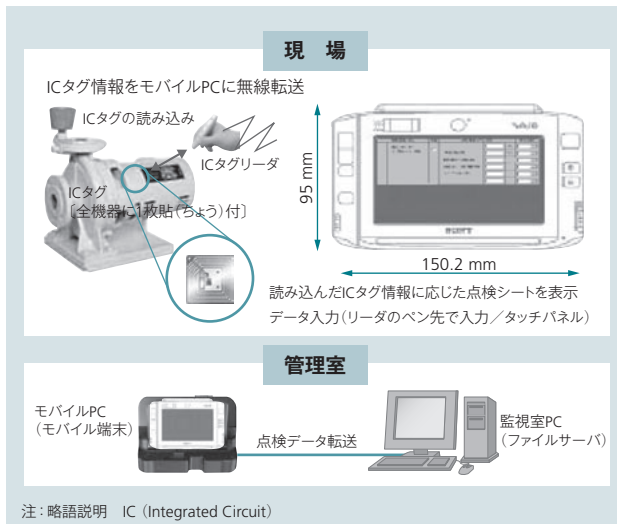 現 場
ICタグ情報をモバイルPCに無線転送
ICタグの読み込み
ICタグリーダ
ICタグ
〔全機器に1枚貼(ちょう)付〕
95 mm
VAIO
150.2 mm
読み込んだICタグ情報に応じた点検シートを表示
データ入力(リーダのペン先で入力/タッチパネル)
管理室
モバイルPC
(モバイル端末)
点検データ転送
監視室PC
(ファイルサーバ)
注:略語説明 IC(Integrated Circuit)